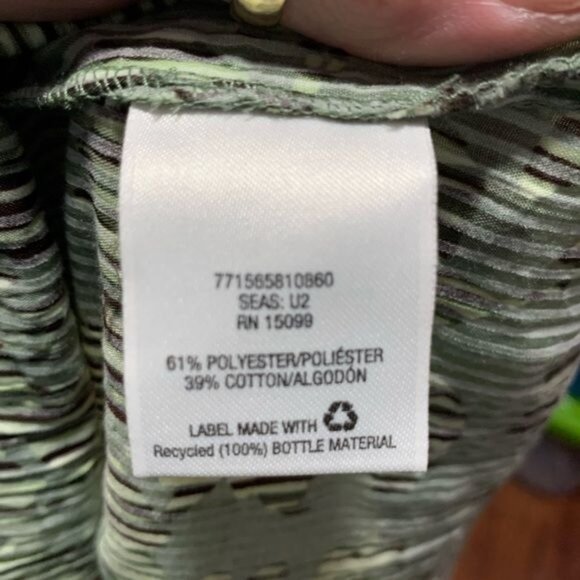 771565810860
SEAS: U2
RN 15099
61% POLYESTER/POLIÉSTER
39% COTTON/ALGODÓN
LABEL MADE WITH
Recycled (100%) BOTTLE MATERIAL